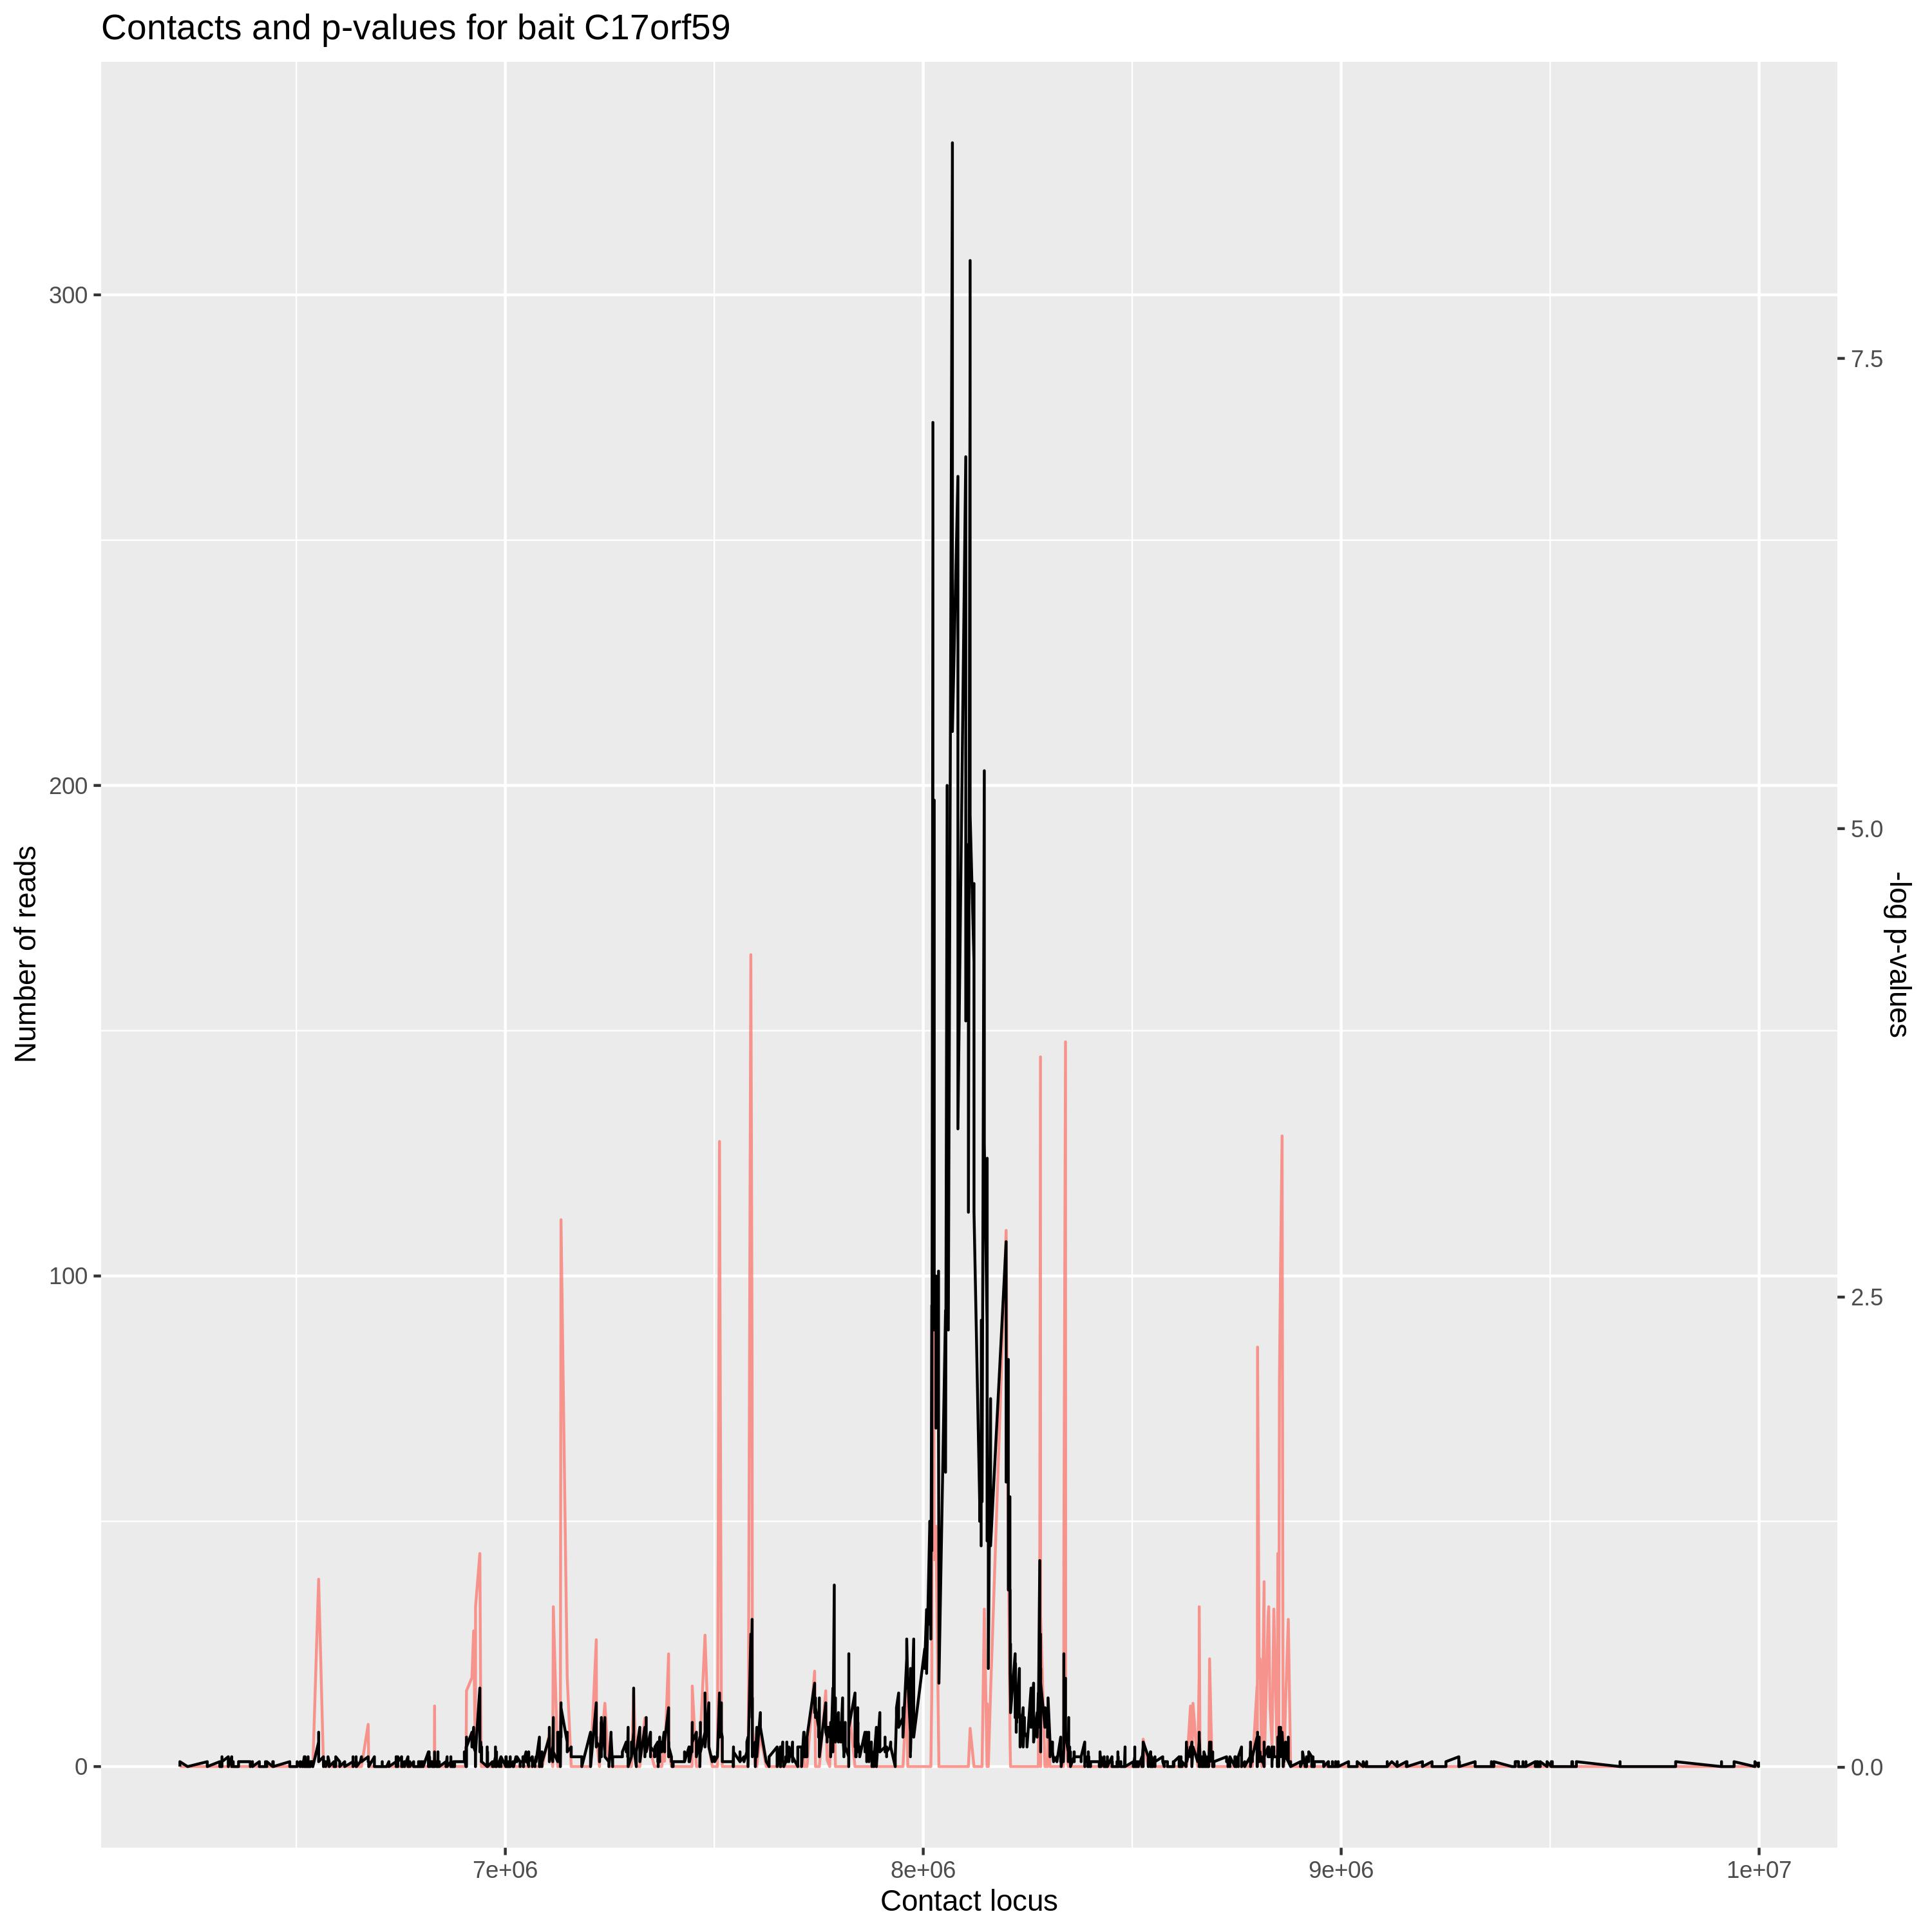 Contacts and p-values for bait C17orf59
300
200
100
0
Number of reads
7.5
5.0
2.5
0.0
-log p-values
7e+06
8e+06
9e+06
1e+07
Contact locus